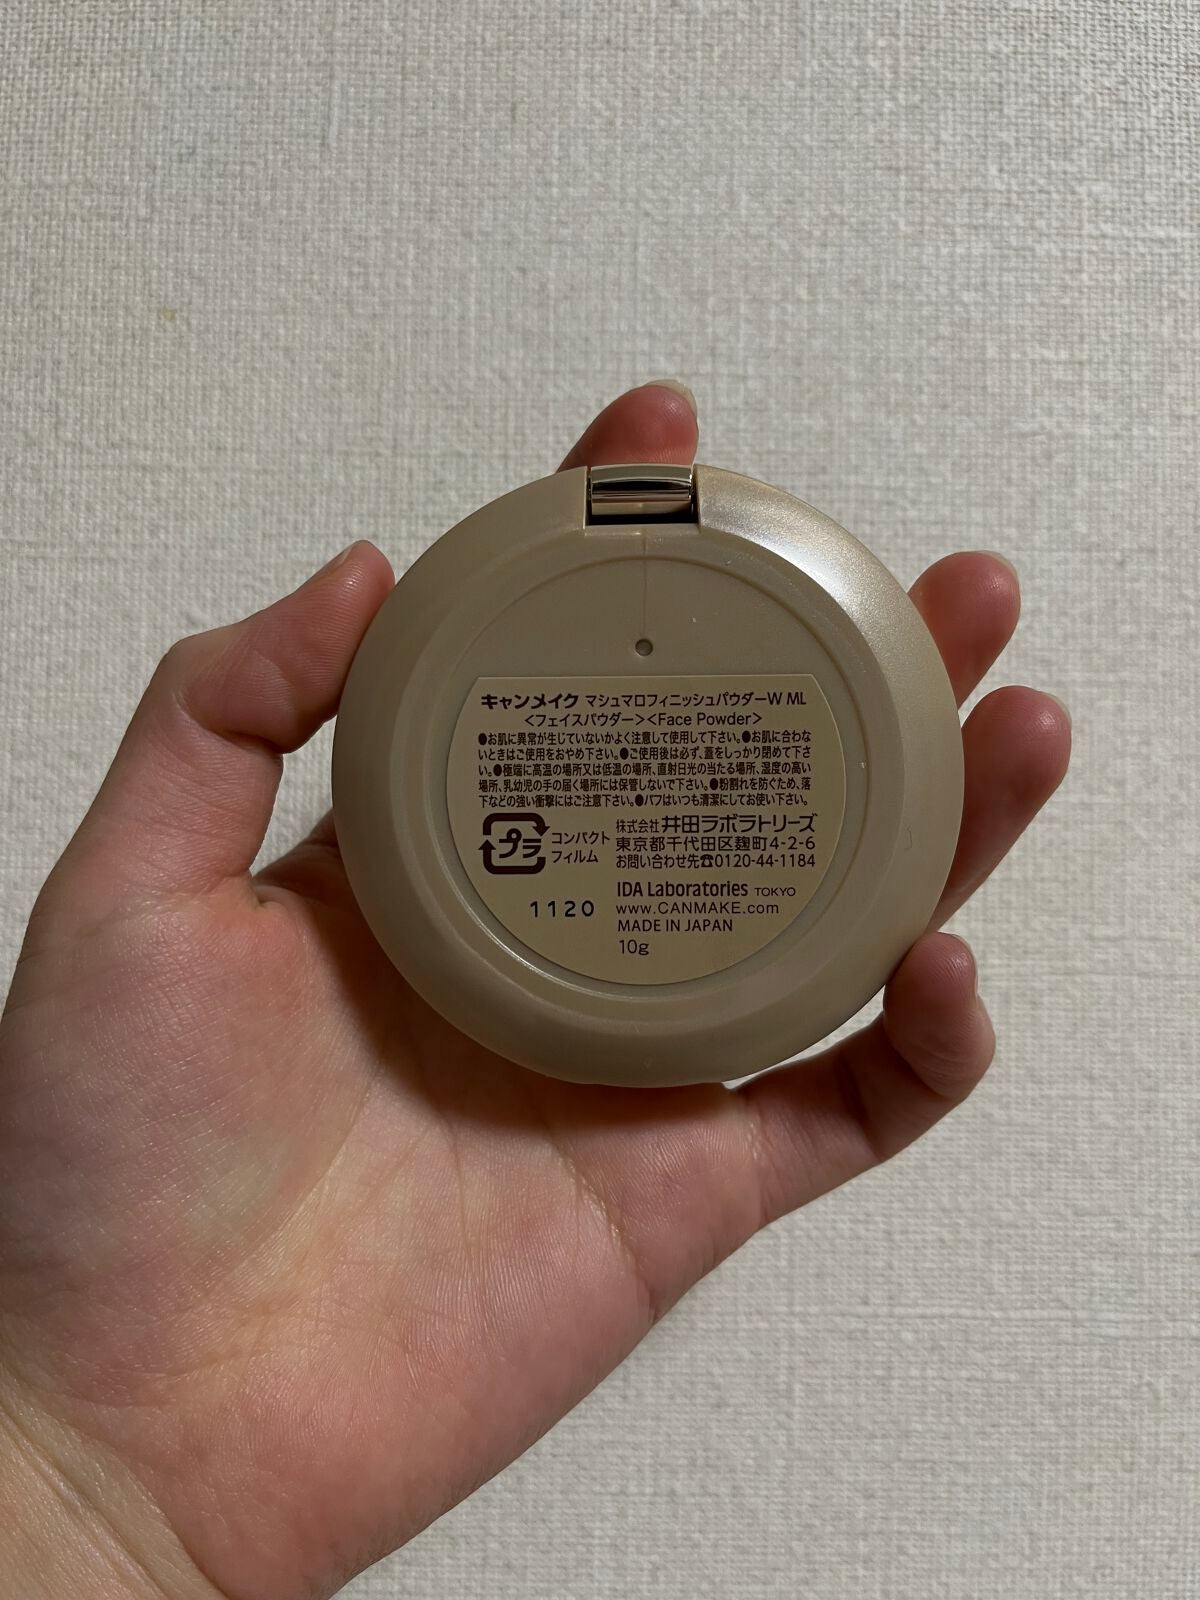 キャンメイク マシュマロフィニッシュパウダーW ML
<フェイスパウダー><Face Powder>
●お肌に異常が生じていないかよく注意して使用して下さい。●お肌に合わな
いときはご使用をおやめ下さい。●ご使用後は必ず、蓋をしっかり閉めて下さ
い。●極端に高温の場所又は低温の場所、直射日光の当たる場所、湿度の高い
場所、乳幼児の手の届く場所には保管しないで下さい。●粉割れを防ぐため、落
下などの強い衝撃にはご注意下さい。●パフはいつも清潔にしてお使い下さい。
プラ
コンパクト
フィルム
株式会社 井田ラボラトリーズ
東京都千代田区麹町4-2-6
お問い合わせ先☎0120-44-1184
IDA Laboratories TOKYO
www.CANMAKE.com
MADE IN JAPAN
10g
1120